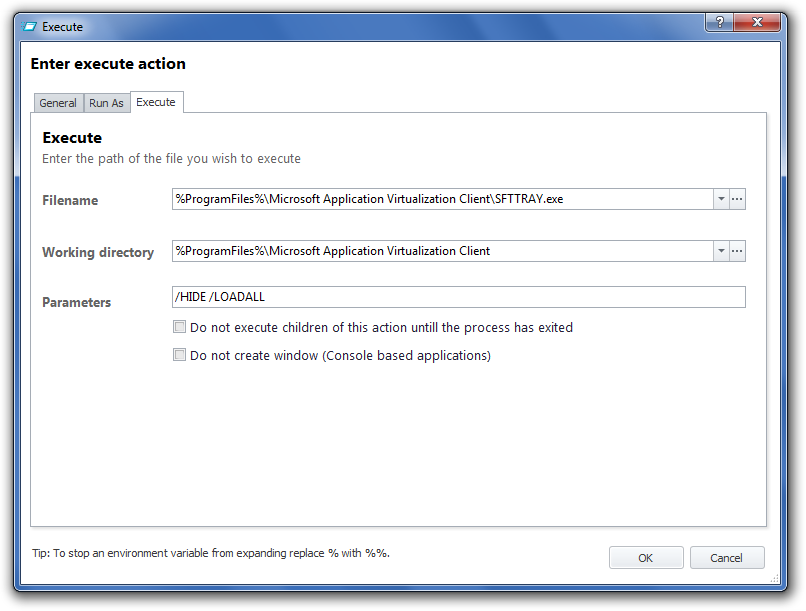 Execute
Enter execute action
General Run As Execute
Execute
Enter the path of the file you wish to execute
Filename %ProgramFiles%\Microsoft Application Virtualization Client\SFTTRAY.exe
Working directory %ProgramFiles%\Microsoft Application Virtualization Client
Parameters /HIDE /LOADALL
Do not execute children of this action untill the process has exited
Do not create window (Console based applications)
Tip: To stop an environment variable from expanding replace % with %%.
OK Cancel